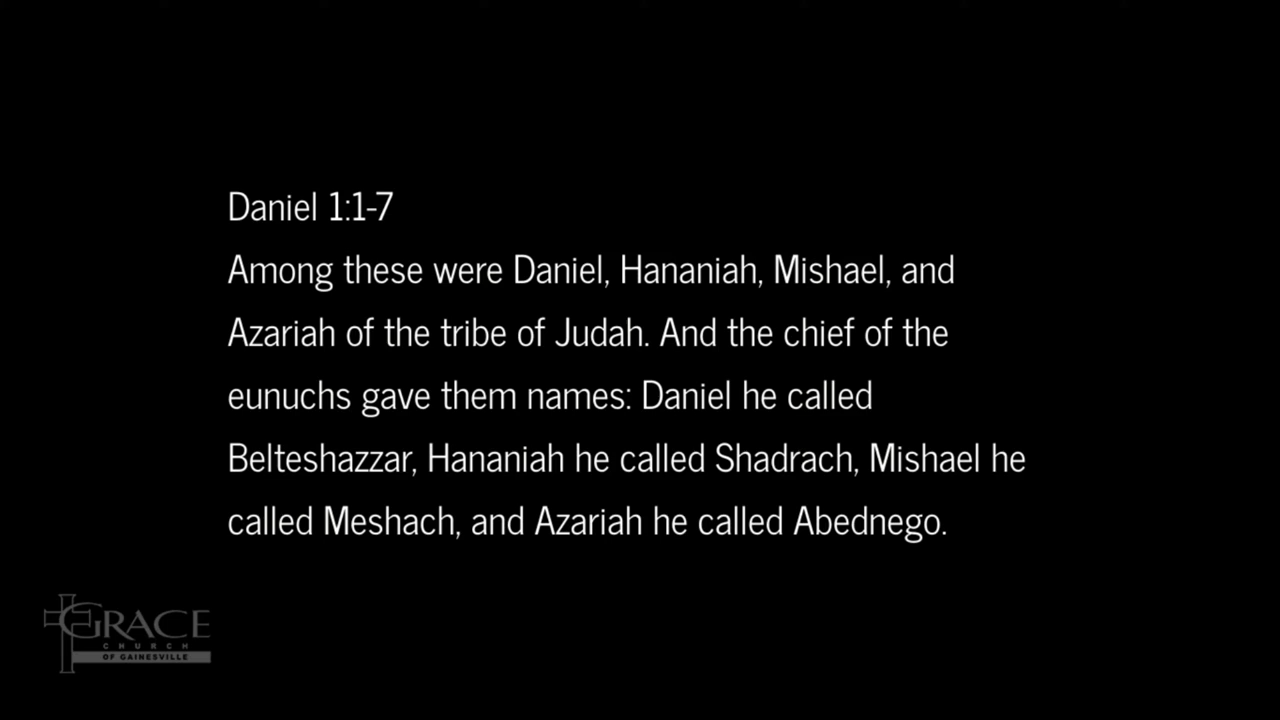 Daniel 1:1-7
Among these were Daniel, Hananiah, Mishael, and
Azariah of the tribe of Judah. And the chief of the
eunuchs gave them names: Daniel he called
Belteshazzar, Hananiah he called Shadrach, Mishael he
called Meshach, and Azariah he called Abednego.
GRACE
CHURCH
OF GAINESVILLE